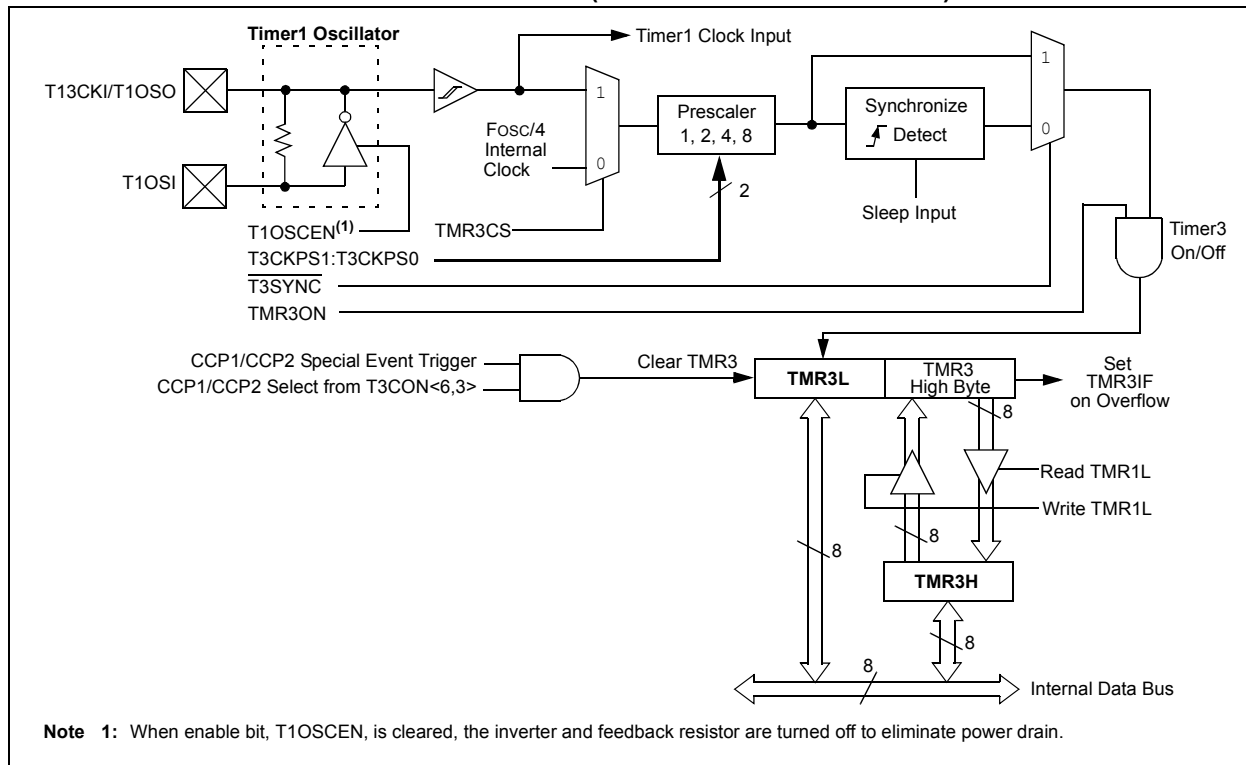 Timer1 Oscillator
Timer1 Clock Input
T13CKI/T1OSO
1
1
FOSC/4
Internal
Clock
0
Prescaler
1, 2, 4, 8
Synchronize
Detect
0
T1OSI
2
Sleep Input
T1OSCEN(1)
TMR3CS
Timer3
On/Off
T3CKPS1:T3CKPS0
T3SYNC
TMR3ON
CCP1/CCP2 Special Event Trigger
CCP1/CCP2 Select from T3CON<6,3>
Clear TMR3
TMR3L
TMR3
High Byte
Set
TMR3IF
on Overflow
8
Read TMR1L
Write TMR1L
8
8
TMR3H
8
8
Internal Data Bus
Note 1: When enable bit, T1OSCEN, is cleared, the inverter and feedback resistor are turned off to eliminate power drain.